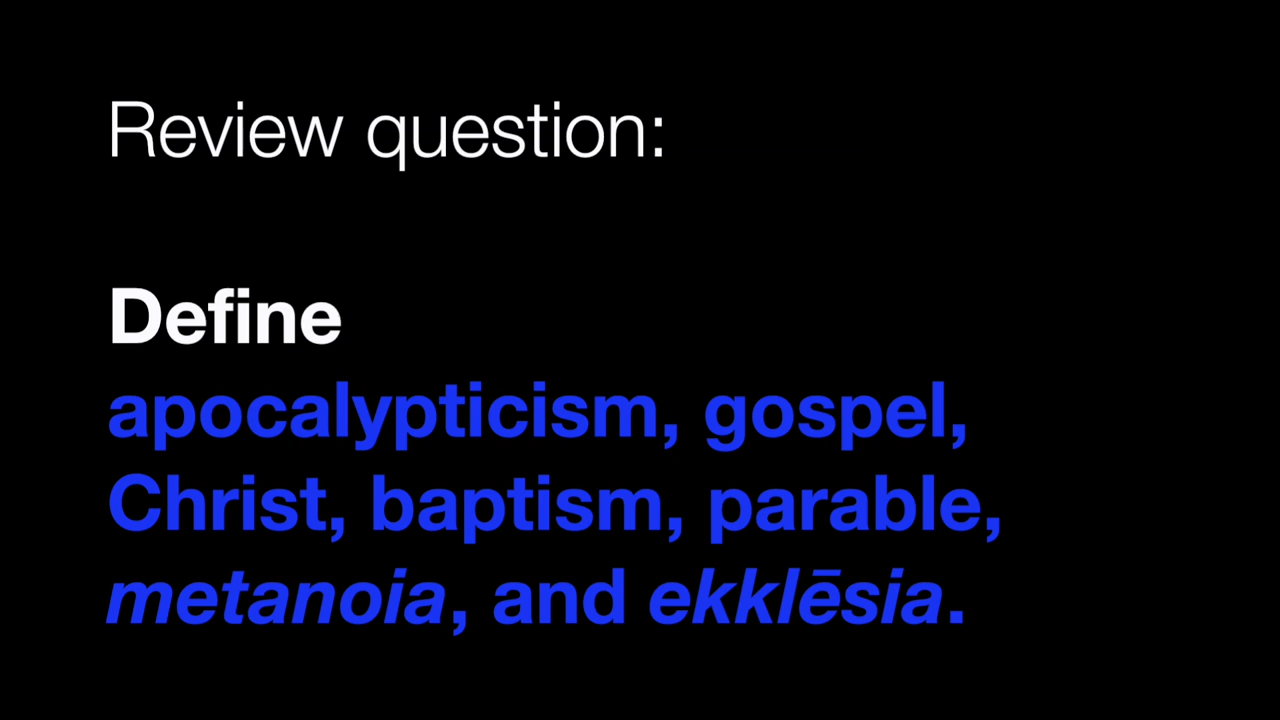 Review question:
Define
apocalypticism, gospel,
Christ, baptism, parable,
metanoia, and ekklēsia.